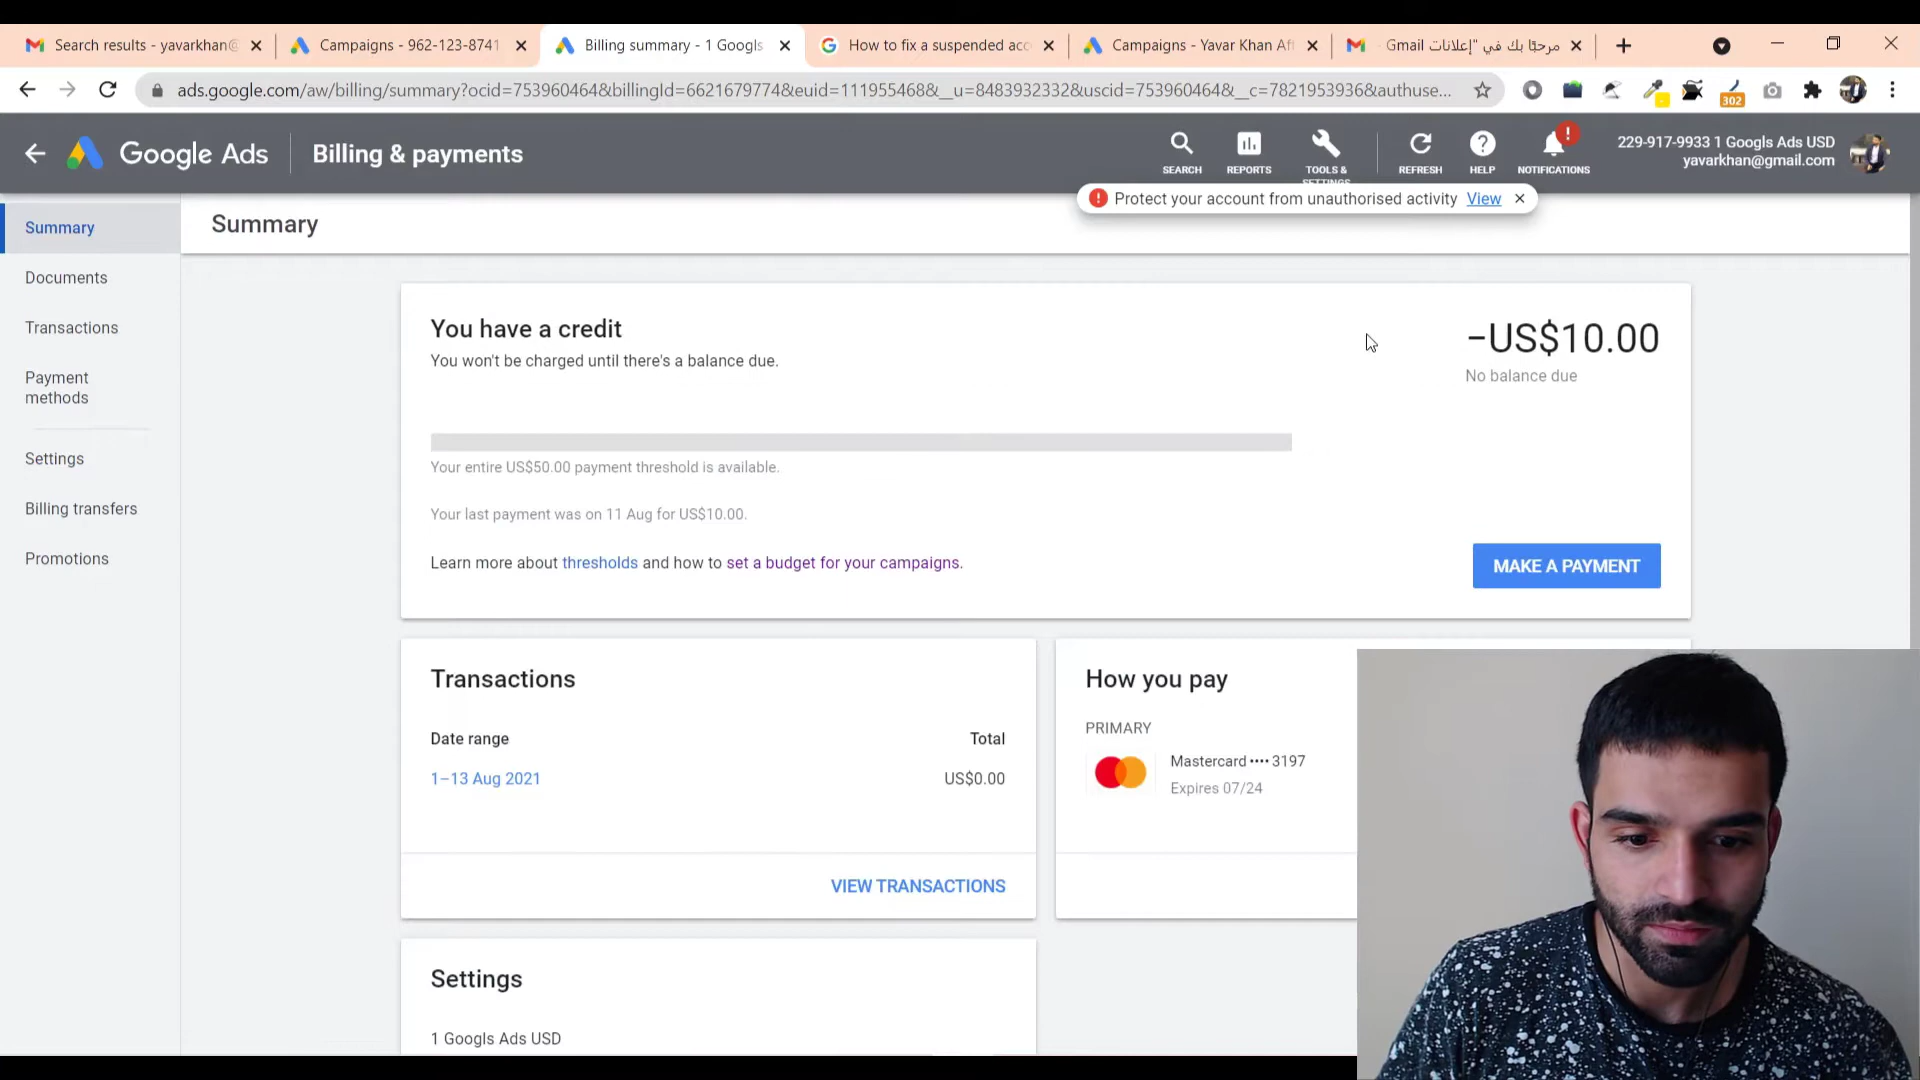 Search results - yavarkhan@
Campaigns - 962-123-8741
Billing summary - 1 Googls
How to fix a suspended acc
Campaigns - Yavar Khan Aff
مرحبًا بك في "إعلانات Gmail -
ads.google.com/aw/billing/summary?ocid=753960464&billingId=6621679774&euid=111955468&__u=8483932332&uscid=753960464&__c=7821953936&authuse...
302
Google Ads
Billing & payments
SEARCH
REPORTS
TOOLS & SETTINGS
REFRESH
HELP
NOTIFICATIONS
229-917-9933 1 Googls Ads USD
yavarkhan@gmail.com
Protect your account from unauthorised activity View
Summary
Documents
Transactions
Payment
methods
Settings
Billing transfers
Promotions
Summary
You have a credit
You won't be charged until there's a balance due.
−US$10.00
No balance due
Your entire US$50.00 payment threshold is available.
Your last payment was on 11 Aug for US$10.00.
Learn more about thresholds and how to set a budget for your campaigns.
MAKE A PAYMENT
Transactions
Date range Total
1–13 Aug 2021 US$0.00
VIEW TRANSACTIONS
How you pay
PRIMARY
Mastercard •••• 3197
Expires 07/24
Settings
1 Googls Ads USD